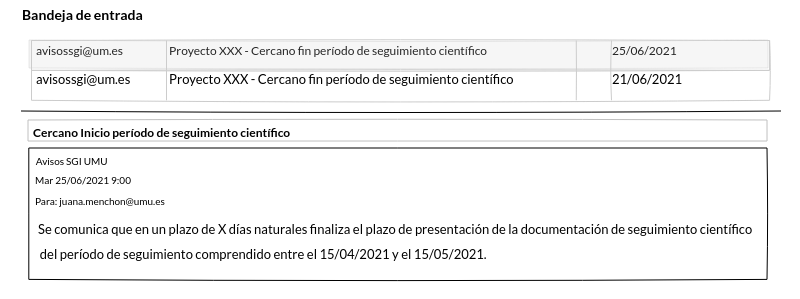 Bandeja de entrada
avisossgi@um.es Proyecto XXX - Cercano fin período de seguimiento científico 25/06/2021
avisossgi@um.es Proyecto XXX - Cercano fin período de seguimiento científico 21/06/2021
Cercano Inicio período de seguimiento científico
Avisos SGI UMU
Mar 25/06/2021 9:00
Para: juana.menchon@umu.es
Se comunica que en un plazo de X días naturales finaliza el plazo de presentación de la documentación de seguimiento científico
del período de seguimiento comprendido entre el 15/04/2021 y el 15/05/2021.